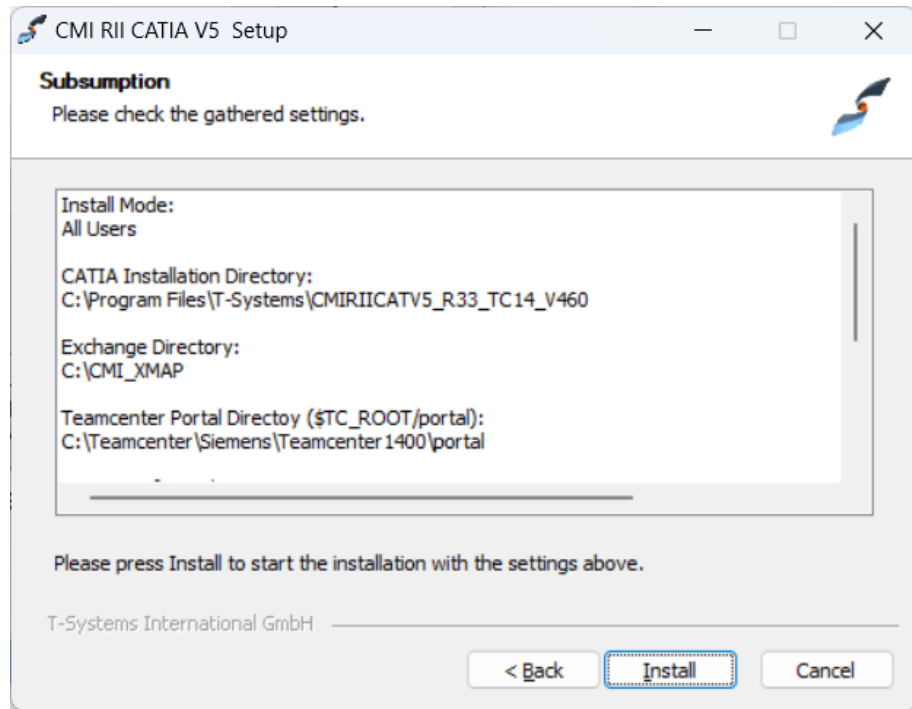 CMI RII CATIA V5 Setup
Subsumption
Please check the gathered settings.
Install Mode:
All Users
CATIA Installation Directory:
C:\Program Files\T-Systems\CMIRIICATV5_R33_TC14_V460
Exchange Directory:
C:\CMI_XMAP
Teamcenter Portal Directoy ($TC_ROOT/portal):
C:\Teamcenter\Siemens\Teamcenter1400\portal
Please press Install to start the installation with the settings above.
T-Systems International GmbH
< Back Install Cancel